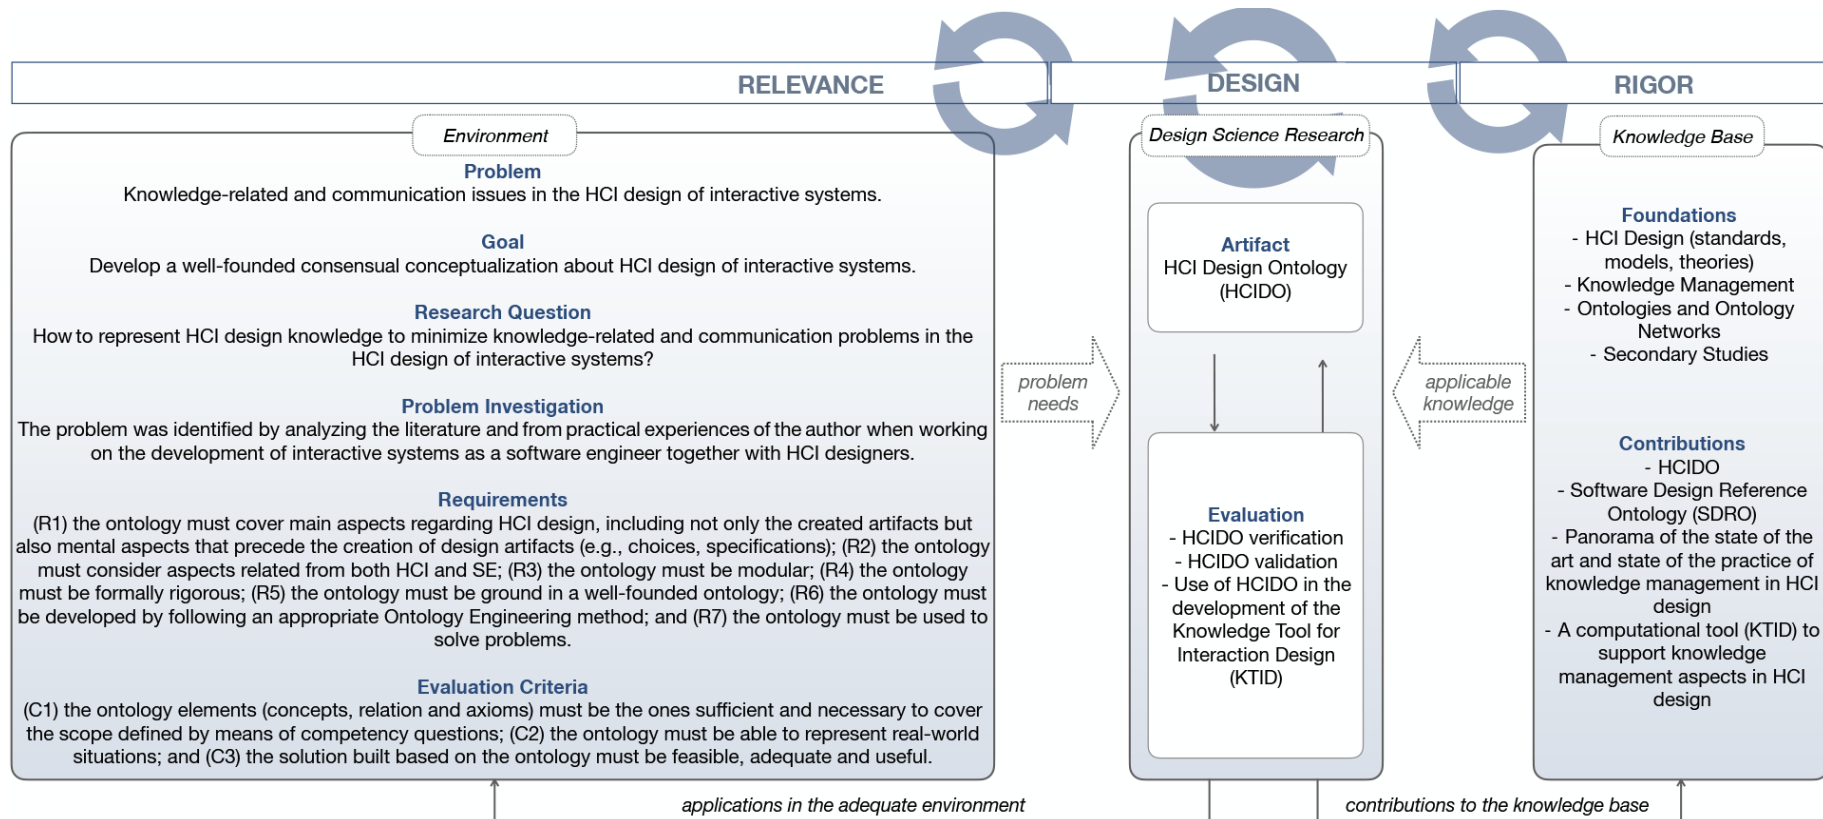 RELEVANCE
DESIGN
RIGOR
Environment
Problem
Knowledge-related and communication issues in the HCI design of interactive systems.
Goal
Develop a well-founded consensual conceptualization about HCI design of interactive systems.
Research Question
How to represent HCI design knowledge to minimize knowledge-related and communication problems in the
HCI design of interactive systems?
Problem Investigation
The problem was identified by analyzing the literature and from practical experiences of the author when working
on the development of interactive systems as a software engineer together with HCI designers.
Requirements
(R1) the ontology must cover main aspects regarding HCI design, including not only the created artifacts but
also mental aspects that precede the creation of design artifacts (e.g., choices, specifications); (R2) the ontology
must consider aspects related from both HCI and SE; (R3) the ontology must be modular; (R4) the ontology
must be formally rigorous; (R5) the ontology must be ground in a well-founded ontology; (R6) the ontology must
be developed by following an appropriate Ontology Engineering method; and (R7) the ontology must be used to
solve problems.
Evaluation Criteria
(C1) the ontology elements (concepts, relation and axioms) must be the ones sufficient and necessary to cover
the scope defined by means of competency questions; (C2) the ontology must be able to represent real-world
situations; and (C3) the solution built based on the ontology must be feasible, adequate and useful.
problem
needs
Design Science Research
Artifact
HCI Design Ontology
(HCIDO)
Evaluation
- HCIDO verification
- HCIDO validation
- Use of HCIDO in the
development of the
Knowledge Tool for
Interaction Design
(KTID)
applicable
knowledge
Knowledge Base
Foundations
- HCI Design (standards,
models, theories)
- Knowledge Management
- Ontologies and Ontology
Networks
- Secondary Studies
Contributions
- HCIDO
- Software Design Reference
Ontology (SDRO)
- Panorama of the state of the
art and state of the practice of
knowledge management in HCI
design
- A computational tool (KTID) to
support knowledge
management aspects in HCI
design
applications in the adequate environment
contributions to the knowledge base